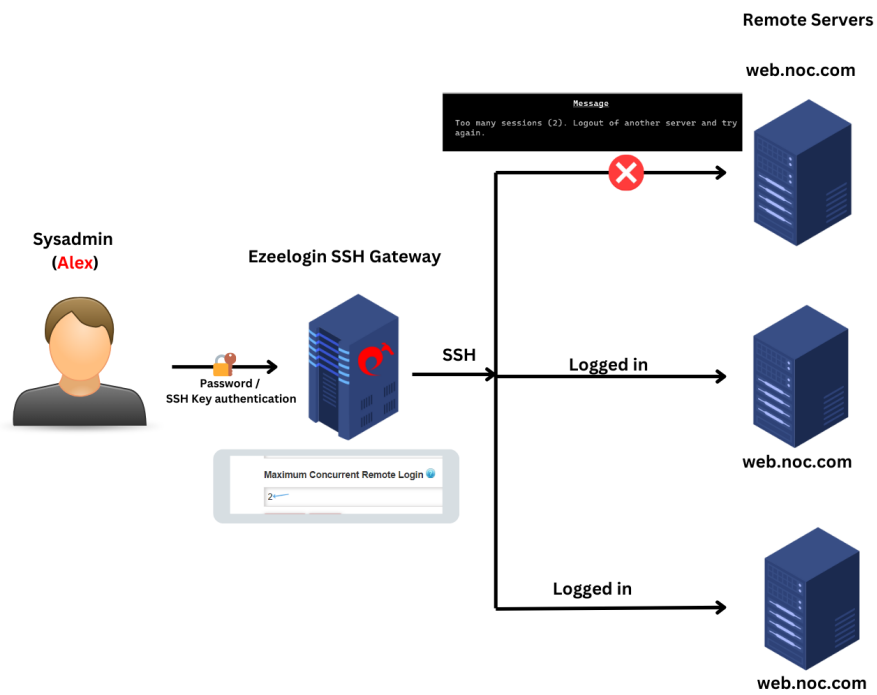 Remote Servers
web.noc.com
Message
Too many sessions (2). Logout of another server and try
again.
Sysadmin
(Alex)
Ezeelogin SSH Gateway
SSH
Password /
SSH Key authentication
Logged in
web.noc.com
Maximum Concurrent Remote Login ?
2
Logged in
web.noc.com